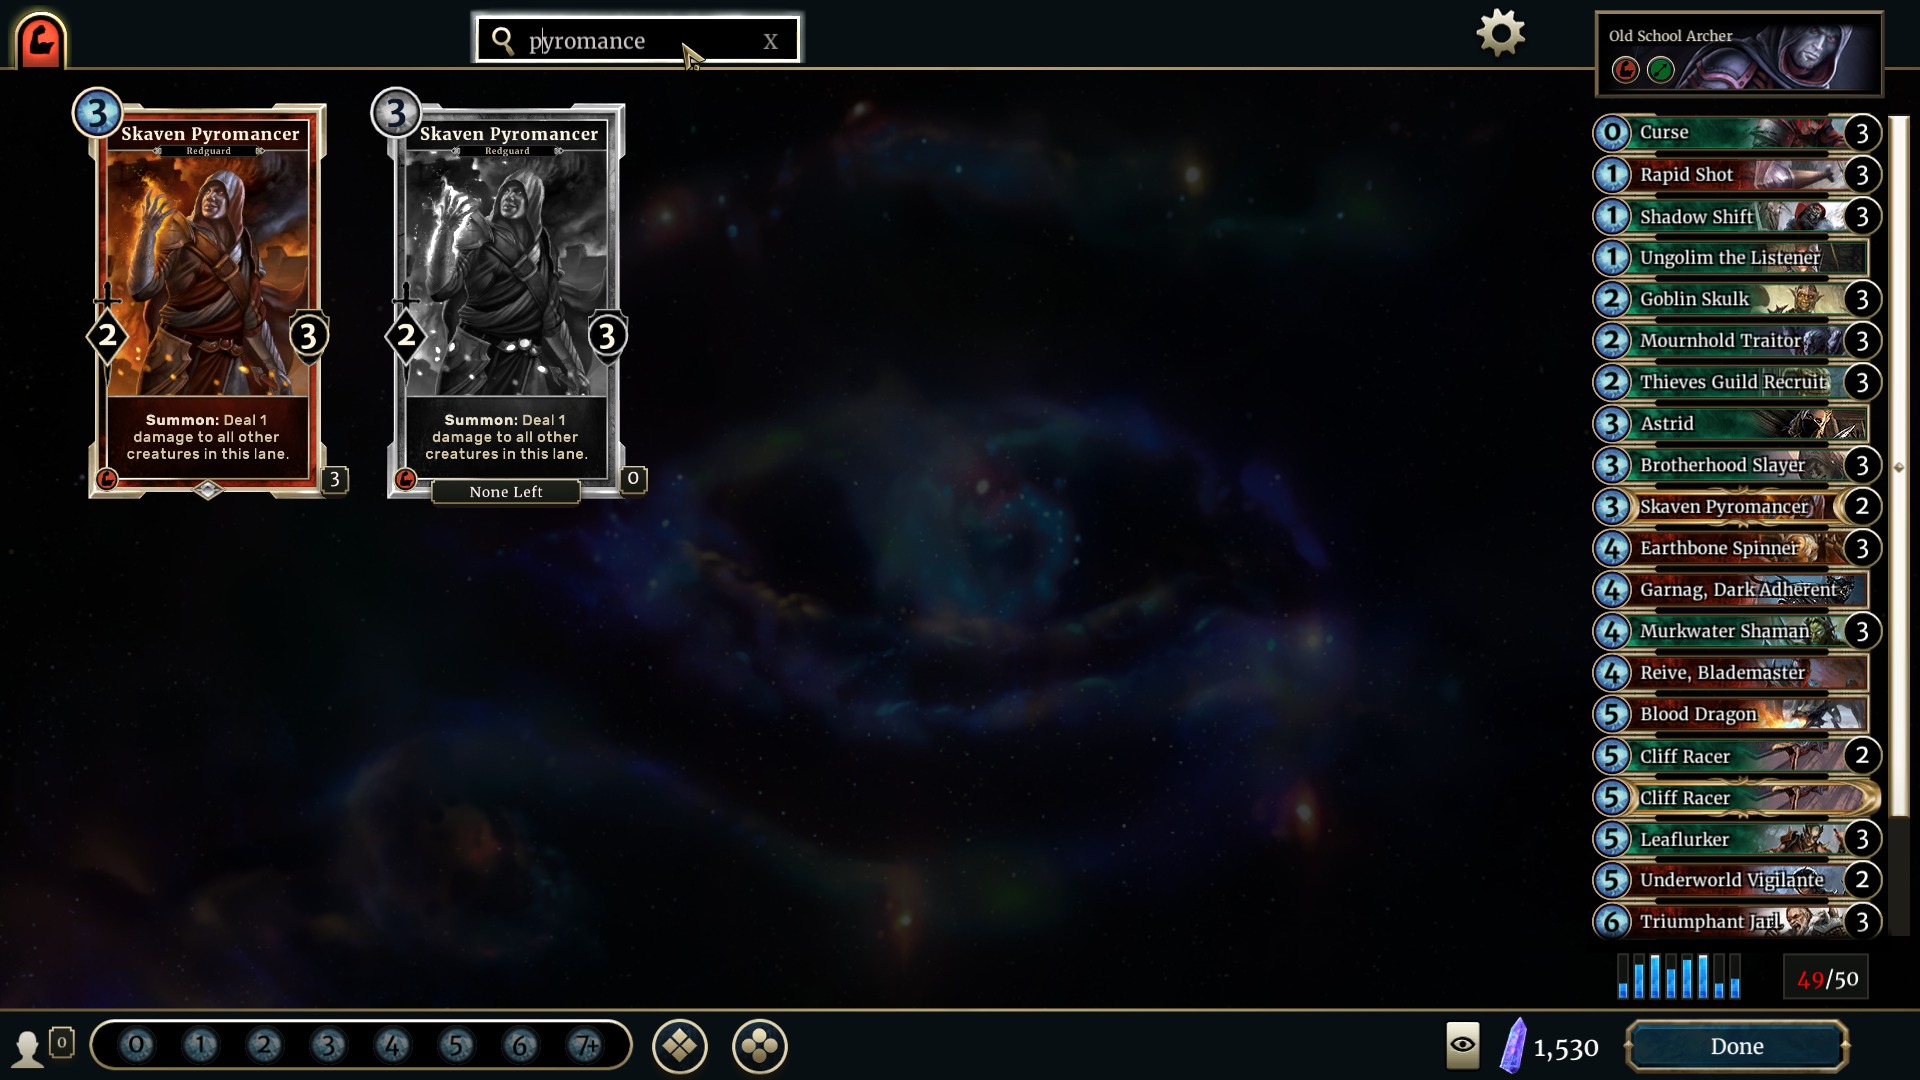 pyromance
X
Old School Archer
3
Skaven Pyromancer
Redguard
2
3
Summon: Deal 1
damage to all other
creatures in this lane.
3
3
Skaven Pyromancer
Redguard
2
3
Summon: Deal 1
damage to all other
creatures in this lane.
None Left
0
0 Curse 3
1 Rapid Shot 3
1 Shadow Shift 3
1 Ungolim the Listener
2 Goblin Skulk 3
2 Mournhold Traitor 3
2 Thieves Guild Recruit 3
3 Astrid
3 Brotherhood Slayer 3
3 Skaven Pyromancer 2
4 Earthbone Spinner 3
4 Garnag, Dark Adherent
4 Murkwater Shaman 3
4 Reive, Blademaster
5 Blood Dragon
5 Cliff Racer 2
5 Cliff Racer
5 Leaflurker 3
5 Underworld Vigilante 2
6 Triumphant Jarl 3
49/50
0
0 1 2 3 4 5 6 7+
1,530
Done